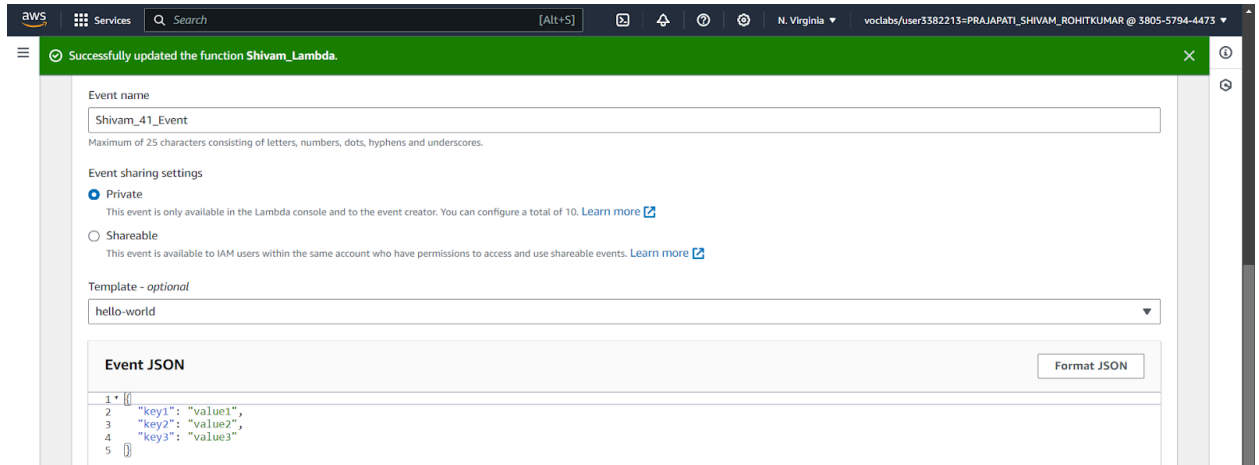 aws Services Search [Alt+S] N. Virginia ▼ voclabs/user3382213=PRAJAPATI_SHIVAM_ROHITKUMAR @ 3805-5794-4473 ▼
Successfully updated the function Shivam_Lambda.
Event name
Shivam_41_Event
Maximum of 25 characters consisting of letters, numbers, dots, hyphens and underscores.
Event sharing settings
Private
This event is only available in the Lambda console and to the event creator. You can configure a total of 10. Learn more
Shareable
This event is available to IAM users within the same account who have permissions to access and use shareable events. Learn more
Template - optional
hello-world
Event JSON Format JSON
1 {
2 "key1": "value1",
3 "key2": "value2",
4 "key3": "value3"
5 }